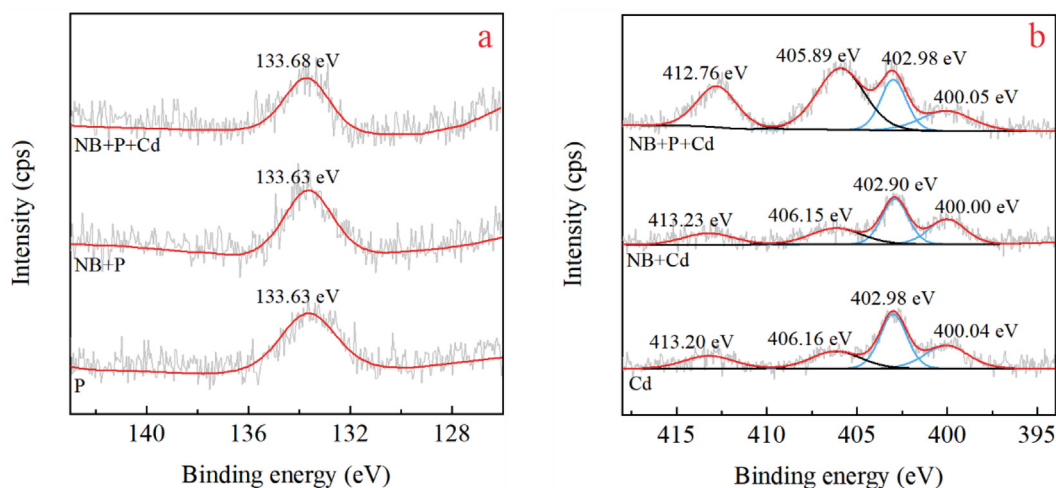 a
133.68 eV
NB+P+Cd
133.63 eV
NB+P
133.63 eV
P
140
136
132
128
Binding energy (eV)
Intensity (cps)
b
412.76 eV
405.89 eV
402.98 eV
400.05 eV
NB+P+Cd
413.23 eV
406.15 eV
402.90 eV
400.00 eV
NB+Cd
413.20 eV
406.16 eV
402.98 eV
400.04 eV
Cd
415
410
405
400
395
Binding energy (eV)
Intensity (cps)